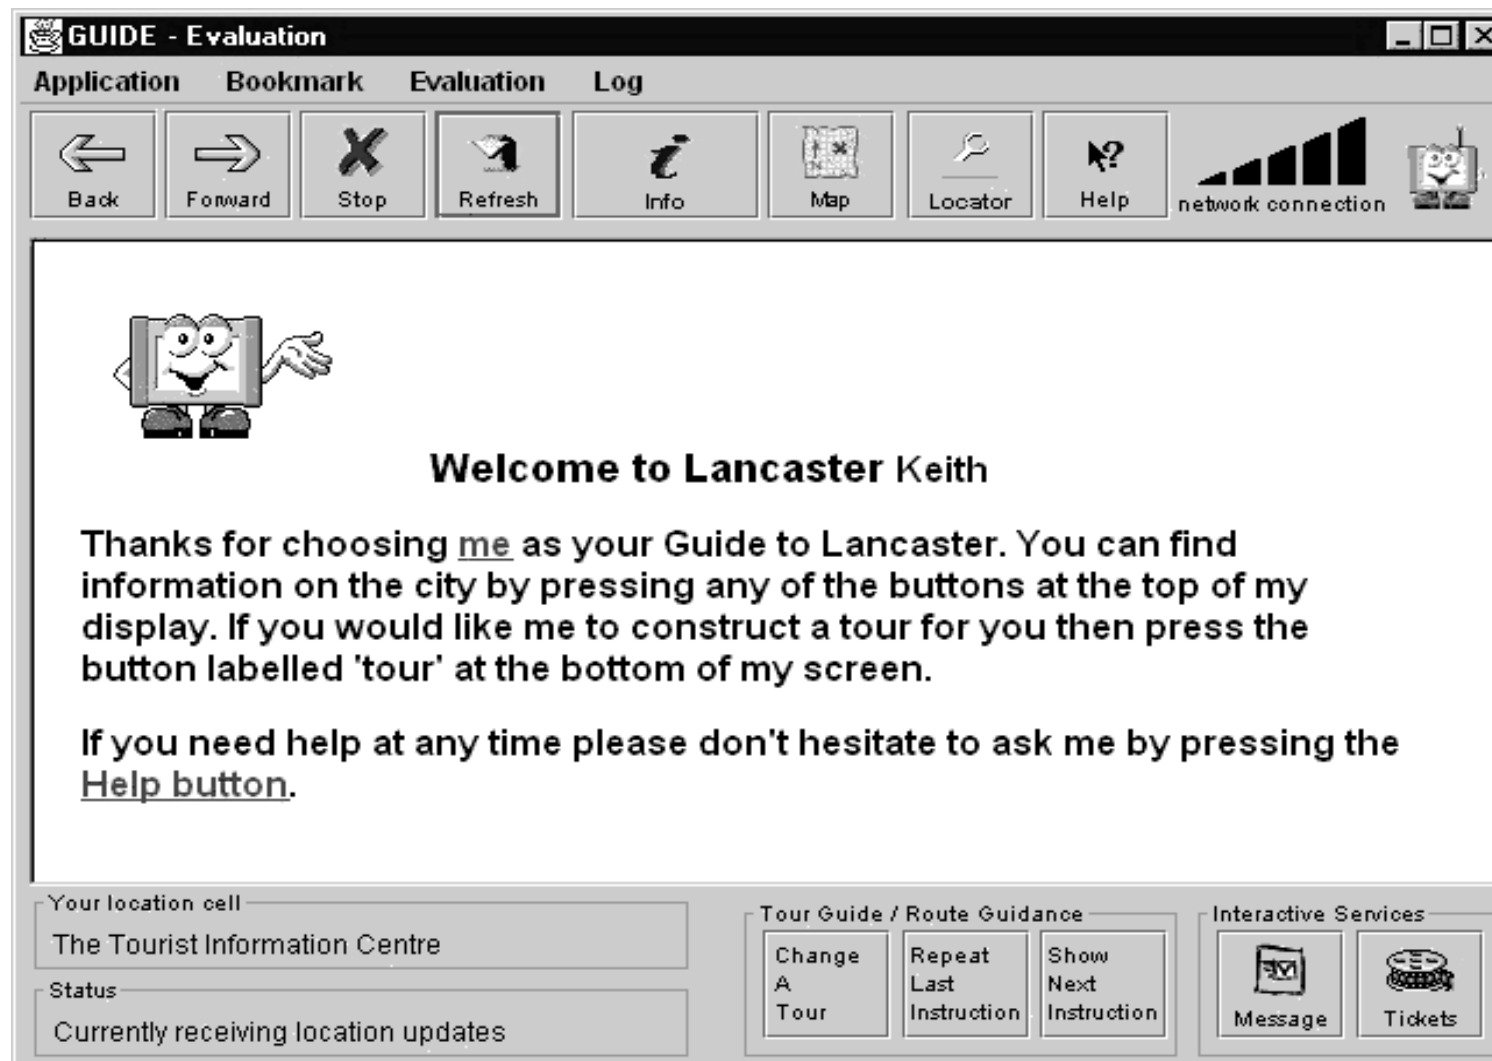 GUIDE - Evaluation
Application Bookmark Evaluation Log
Back Forward Stop Refresh Info Map Locator Help network connection
Welcome to Lancaster Keith
Thanks for choosing me as your Guide to Lancaster. You can find
information on the city by pressing any of the buttons at the top of my
display. If you would like me to construct a tour for you then press the
button labelled 'tour' at the bottom of my screen.
If you need help at any time please don't hesitate to ask me by pressing the
Help button.
Your location cell
The Tourist Information Centre
Status
Currently receiving location updates
Tour Guide / Route Guidance
Change
A
Tour
Repeat
Last
Instruction
Show
Next
Instruction
Interactive Services
Message
Tickets